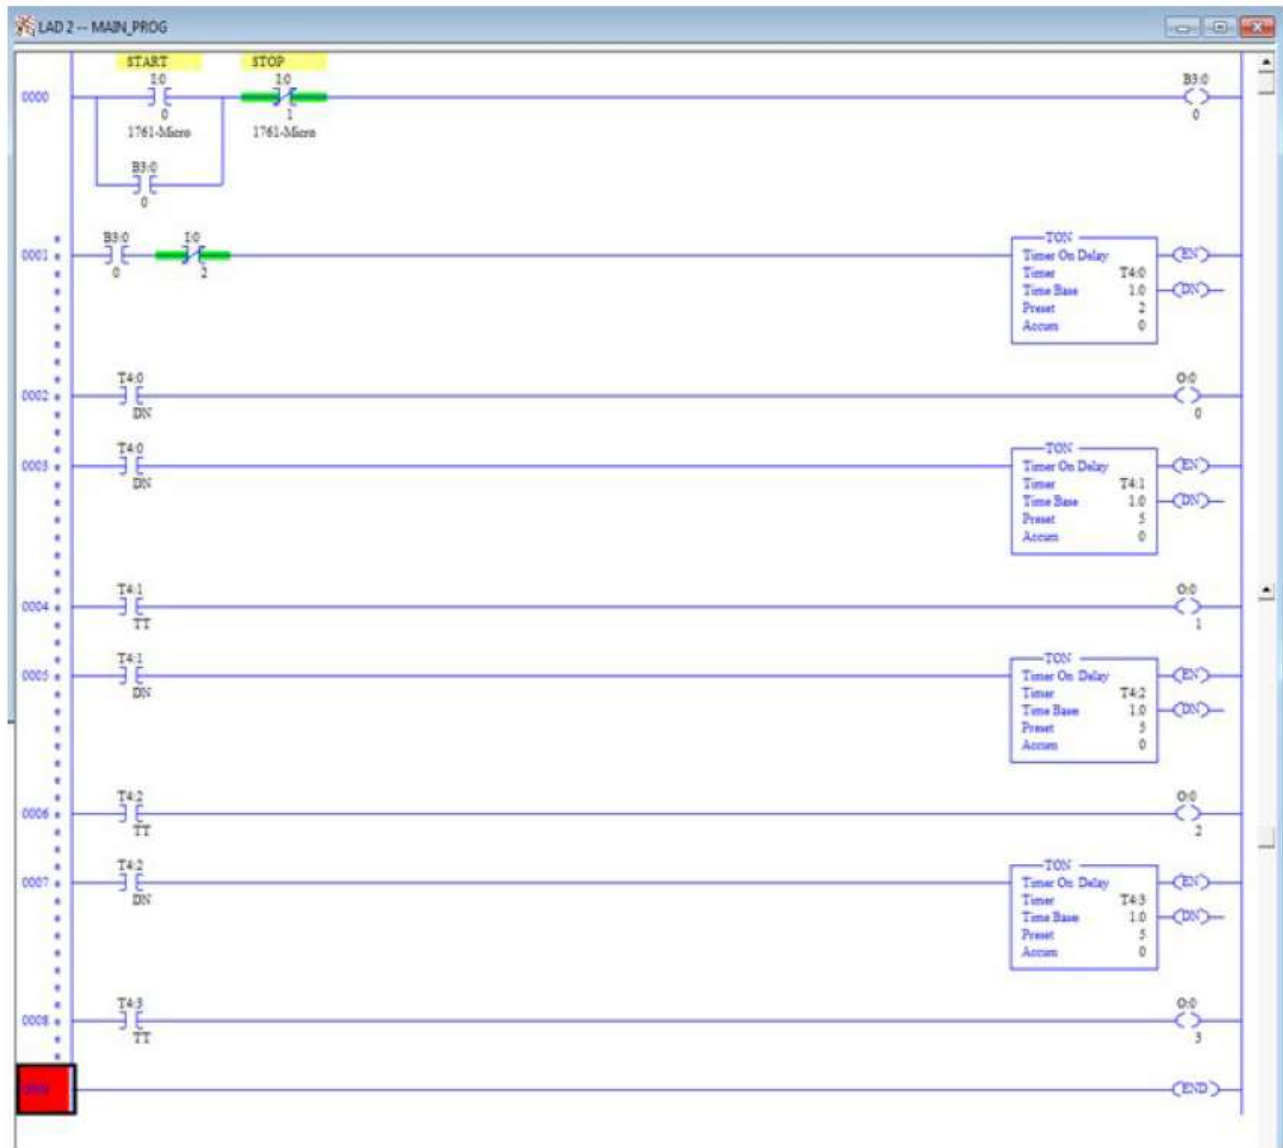 LAD 2 -- MAIN_PROG
START STOP
I:0 I:0 B3:0
0000
0 1 0
1761-Micro 1761-Micro
B3:0
0
B3:0 I:0 TON
0001 Timer On Delay EN
0 2 Timer T4:0
Time Base 1.0 DN
Preset 2
Accum 0
T4:0 O:0
0002
DN 0
T4:0 TON
0003 Timer On Delay EN
DN Timer T4:1
Time Base 1.0 DN
Preset 5
Accum 0
T4:1 O:0
0004
TT 1
T4:1 TON
0005 Timer On Delay EN
DN Timer T4:2
Time Base 1.0 DN
Preset 5
Accum 0
T4:2 O:0
0006
TT 2
T4:2 TON
0007 Timer On Delay EN
DN Timer T4:3
Time Base 1.0 DN
Preset 5
Accum 0
T4:3 O:0
0008
TT 3
0009 END